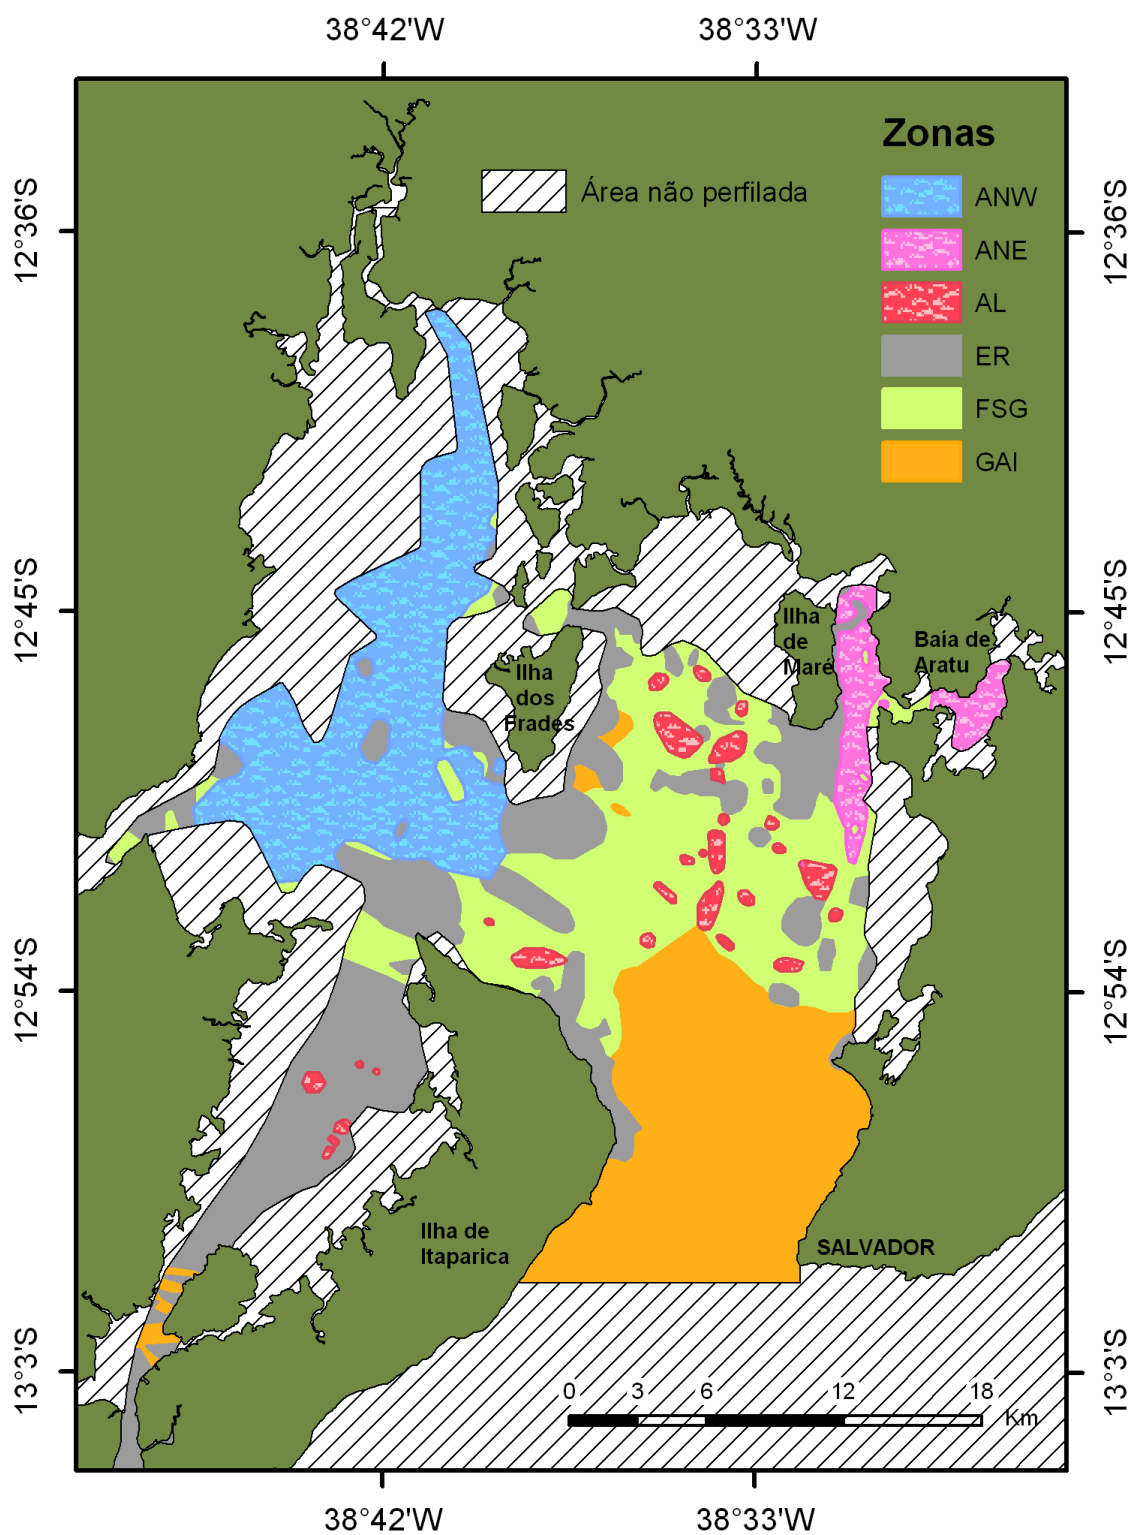 38°42'W
38°33'W
Zonas
Área não perfilada
ANW
ANE
AL
ER
FSG
GAI
12°36'S
12°36'S
12°45'S
12°45'S
Ilha
de
Maré
Baía de
Aratu
Ilha
dos
Frades
12°54'S
12°54'S
Ilha de
Itaparica
SALVADOR
13°3'S
13°3'S
0 3 6 12 18
Km
38°42'W
38°33'W